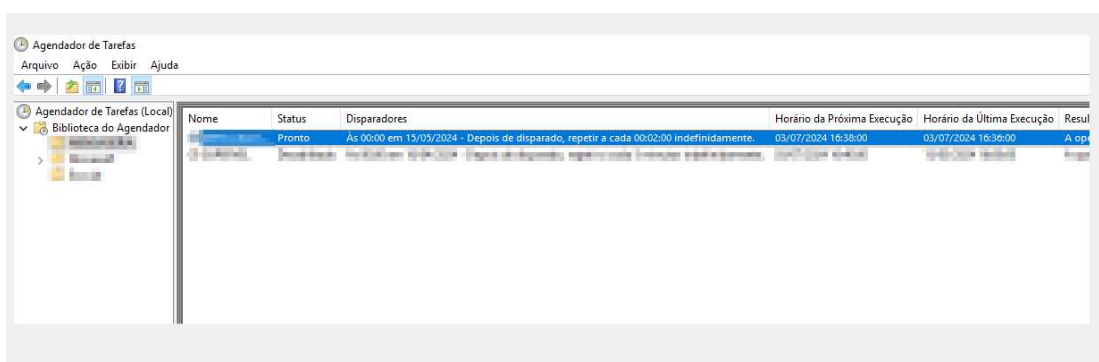 Agendador de Tarefas
Arquivo Ação Exibir Ajuda
Agendador de Tarefas (Local)
Biblioteca do Agendador
Nome Status Disparadores Horário da Próxima Execução Horário da Última Execução Resul
Pronto Às 00:00 em 15/05/2024 - Depois de disparado, repetir a cada 00:02:00 indefinidamente. 03/07/2024 16:38:00 03/07/2024 16:36:00 A ope